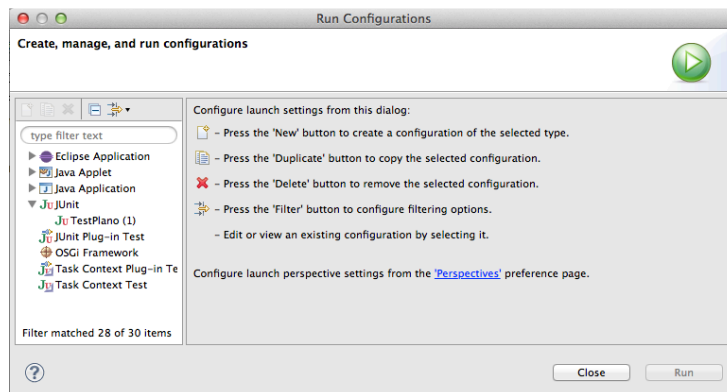 Run Configurations
Create, manage, and run configurations
type filter text
Eclipse Application
Java Applet
Java Application
JUnit
TestPlano (1)
JUnit Plug-in Test
OSGi Framework
Task Context Plug-in Te
Task Context Test
Filter matched 28 of 30 items
Configure launch settings from this dialog:
- Press the 'New' button to create a configuration of the selected type.
- Press the 'Duplicate' button to copy the selected configuration.
- Press the 'Delete' button to remove the selected configuration.
- Press the 'Filter' button to configure filtering options.
- Edit or view an existing configuration by selecting it.
Configure launch perspective settings from the 'Perspectives' preference page.
?
Close
Run